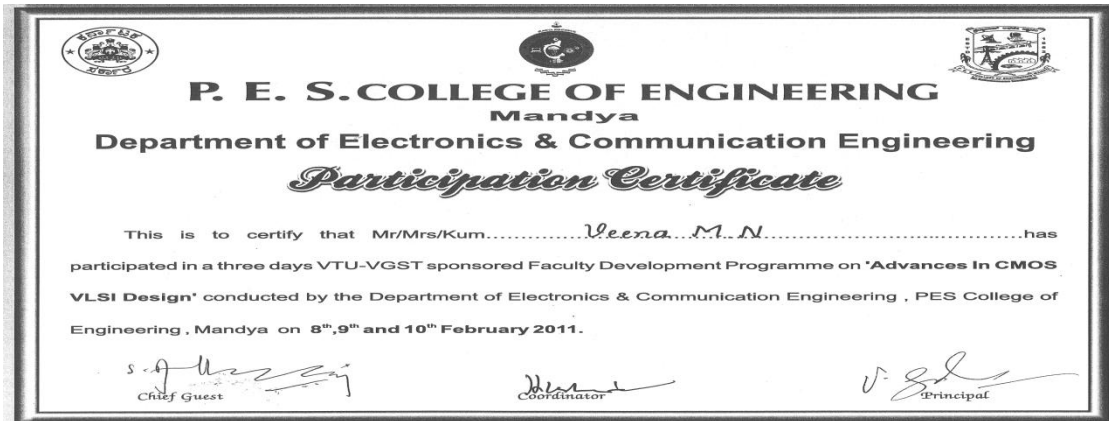 P. E. S. COLLEGE OF ENGINEERING
Mandya
Department of Electronics & Communication Engineering
Participation Certificate
This is to certify that Mr/Mrs/Kum..............Veena M N..............................................has
participated in a three days VTU-VGST sponsored Faculty Development Programme on 'Advances In CMOS
VLSI Design' conducted by the Department of Electronics & Communication Engineering , PES College of
Engineering , Mandya on 8th,9th and 10th February 2011.
Chief Guest
Coordinator
Principal